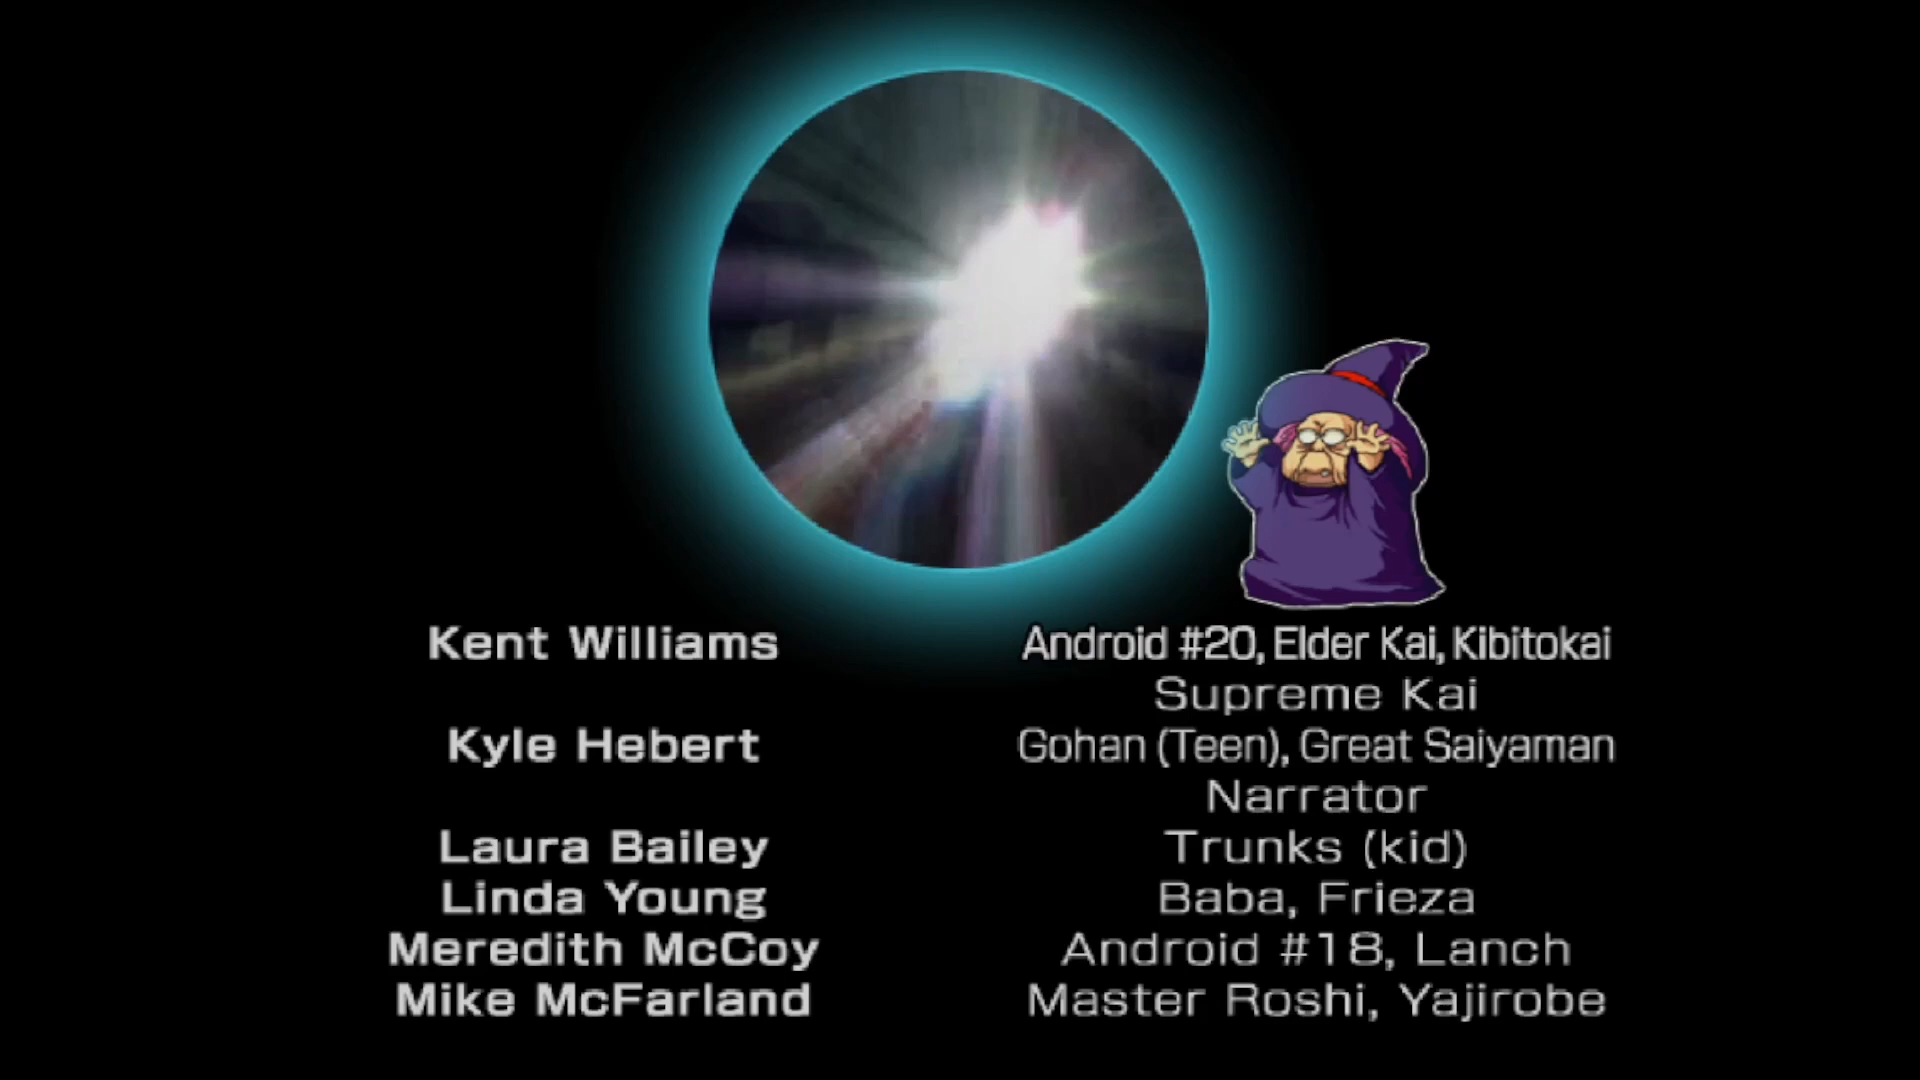 Kent Williams Android #20, Elder Kai, Kibitokai
Supreme Kai
Kyle Hebert Gohan (Teen), Great Saiyaman
Narrator
Laura Bailey Trunks (kid)
Linda Young Baba, Frieza
Meredith McCoy Android #18, Lanch
Mike McFarland Master Roshi, Yajirobe